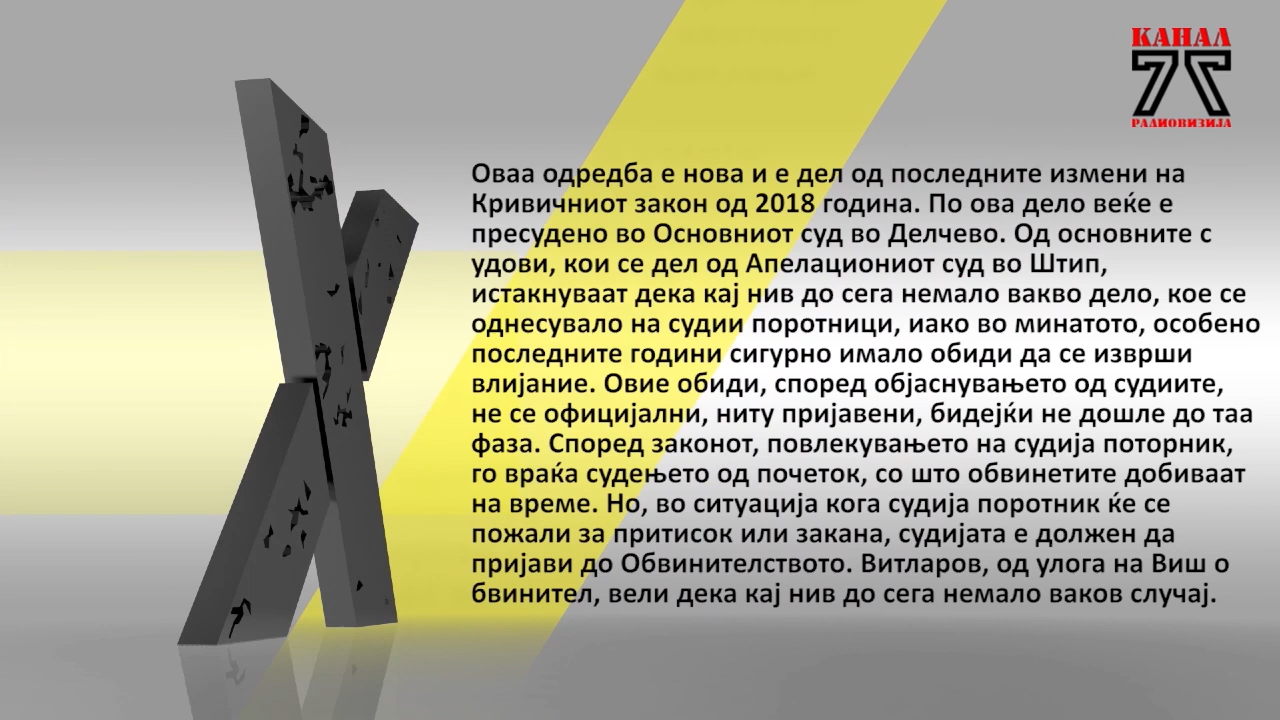 КАНАЛ
77
РАДИОВИЗИЈА
Оваа одредба е нова и е дел од последните измени на
Кривичниот закон од 2018 година. По ова дело веќе е
пресудено во Основниот суд во Делчево. Од основните с
удови, кои се дел од Апелациониот суд во Штип,
истакнуваат дека кај нив до сега немало вакво дело, кое се
однесувало на судии поротници, иако во минатото, особено
последните години сигурно имало обиди да се изврши
влијание. Овие обиди, според објаснувањето од судиите,
не се официјални, ниту пријавени, бидејќи не дошле до таа
фаза. Според законот, повлекувањето на судија поторник,
го враќа судењето од почеток, со што обвинетите добиваат
на време. Но, во ситуација кога судија поротник ќе се
пожали за притисок или закана, судијата е должен да
пријави до Обвинителството. Витларов, од улога на Виш о
бвинител, вели дека кај нив до сега немало ваков случај.